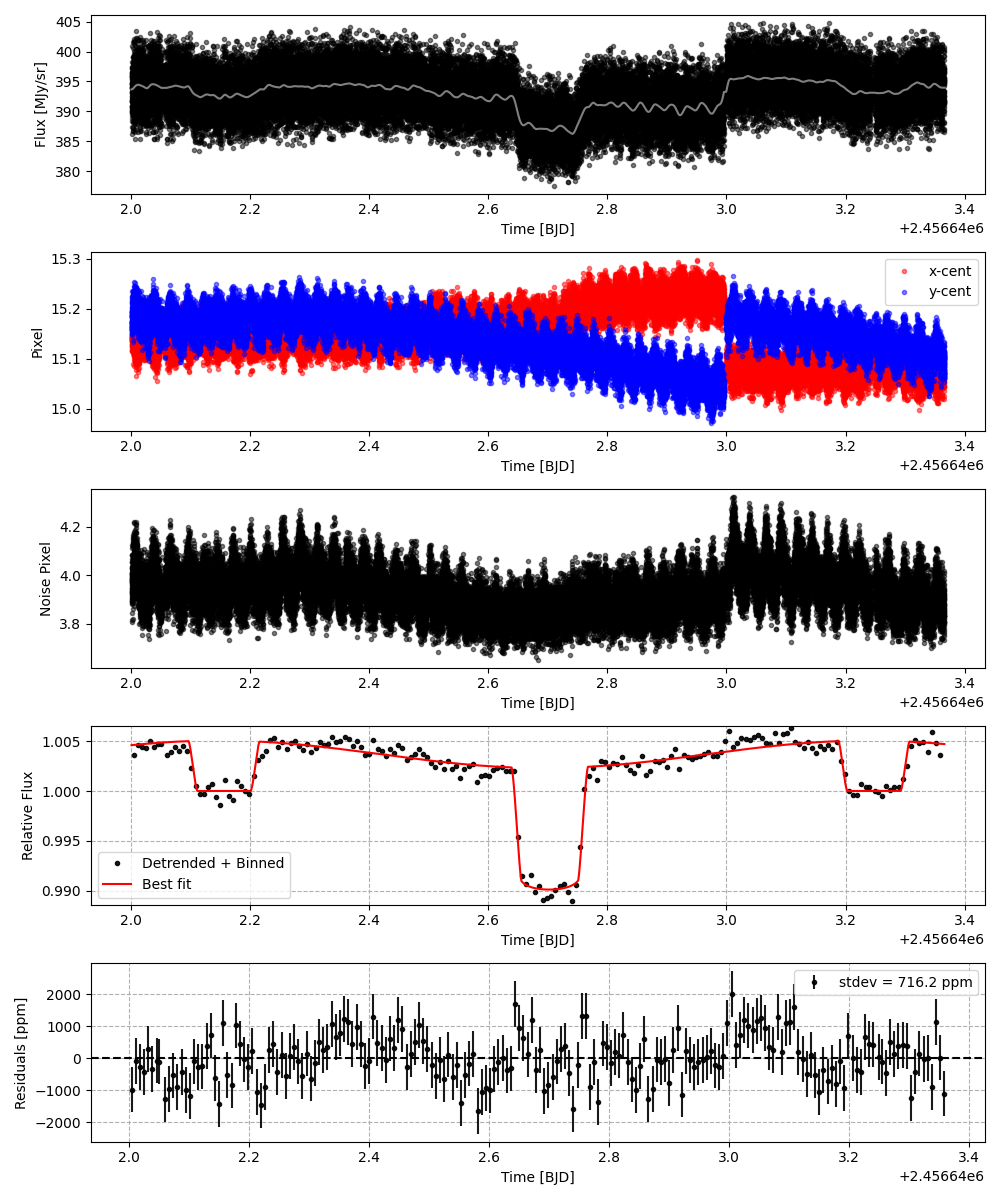 405
400
395
390
385
380
Flux [MJy/sr]
2.0 2.2 2.4 2.6 2.8 3.0 3.2 3.4
Time [BJD]
+2.45664e6
15.3
15.2
15.1
15.0
Pixel
x-cent
y-cent
2.0 2.2 2.4 2.6 2.8 3.0 3.2 3.4
Time [BJD]
+2.45664e6
4.2
4.0
3.8
Noise Pixel
2.0 2.2 2.4 2.6 2.8 3.0 3.2 3.4
Time [BJD]
+2.45664e6
1.005
1.000
0.995
0.990
Relative Flux
Detrended + Binned
Best fit
2.0 2.2 2.4 2.6 2.8 3.0 3.2 3.4
Time [BJD]
+2.45664e6
2000
1000
0
−1000
−2000
Residuals [ppm]
stdev = 716.2 ppm
2.0 2.2 2.4 2.6 2.8 3.0 3.2 3.4
Time [BJD]
+2.45664e6